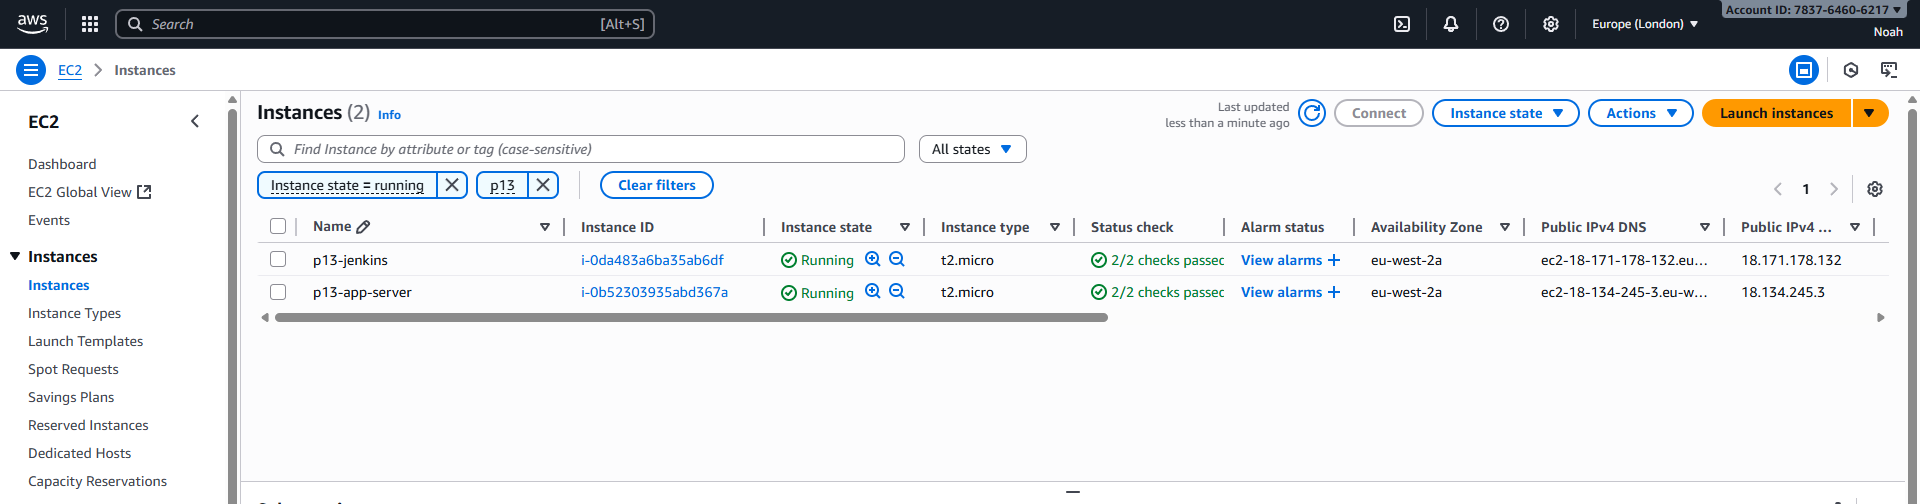 aws
Search [Alt+S]
Europe (London)
Account ID: 7837-6460-6217
Noah
EC2 Instances
EC2
Dashboard
EC2 Global View
Events
Instances
Instances
Instance Types
Launch Templates
Spot Requests
Savings Plans
Reserved Instances
Dedicated Hosts
Capacity Reservations
Instances (2) Info
Last updated
less than a minute ago
Connect Instance state Actions Launch instances
Find Instance by attribute or tag (case-sensitive) All states
Instance state = running p13 Clear filters
1
Name Instance ID Instance state Instance type Status check Alarm status Availability Zone Public IPv4 DNS Public IPv4 ...
p13-jenkins i-0da483a6ba35ab6df Running t2.micro 2/2 checks passec View alarms + eu-west-2a ec2-18-171-178-132.eu... 18.171.178.132
p13-app-server i-0b52303935abd367a Running t2.micro 2/2 checks passec View alarms + eu-west-2a ec2-18-134-245-3.eu-w... 18.134.245.3